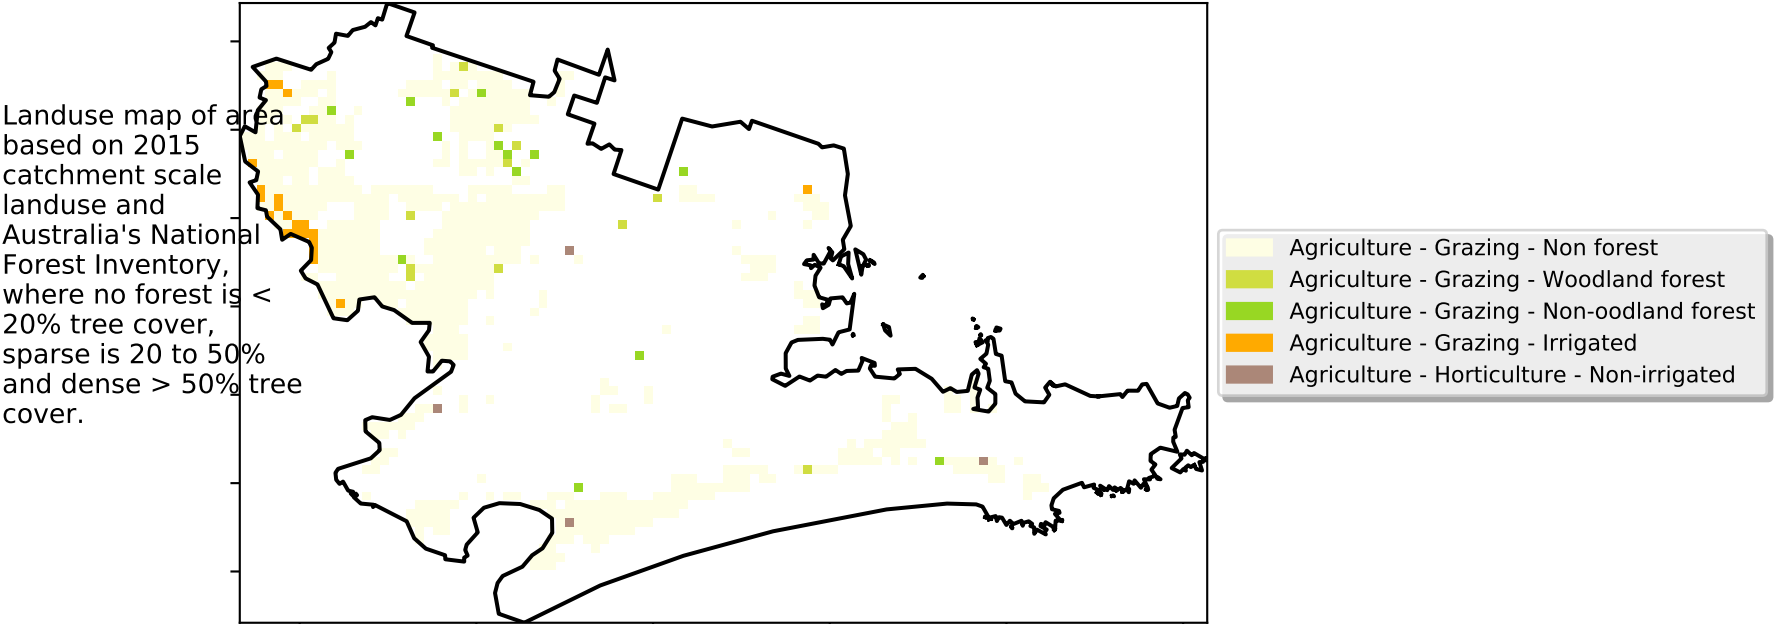 Landuse map of area
based on 2015
catchment scale
landuse and
Australia's National
Forest Inventory,
where no forest is <
20% tree cover,
sparse is 20 to 50%
and dense > 50% tree
cover.
Agriculture - Grazing - Non forest
Agriculture - Grazing - Woodland forest
Agriculture - Grazing - Non-oodland forest
Agriculture - Grazing - Irrigated
Agriculture - Horticulture - Non-irrigated